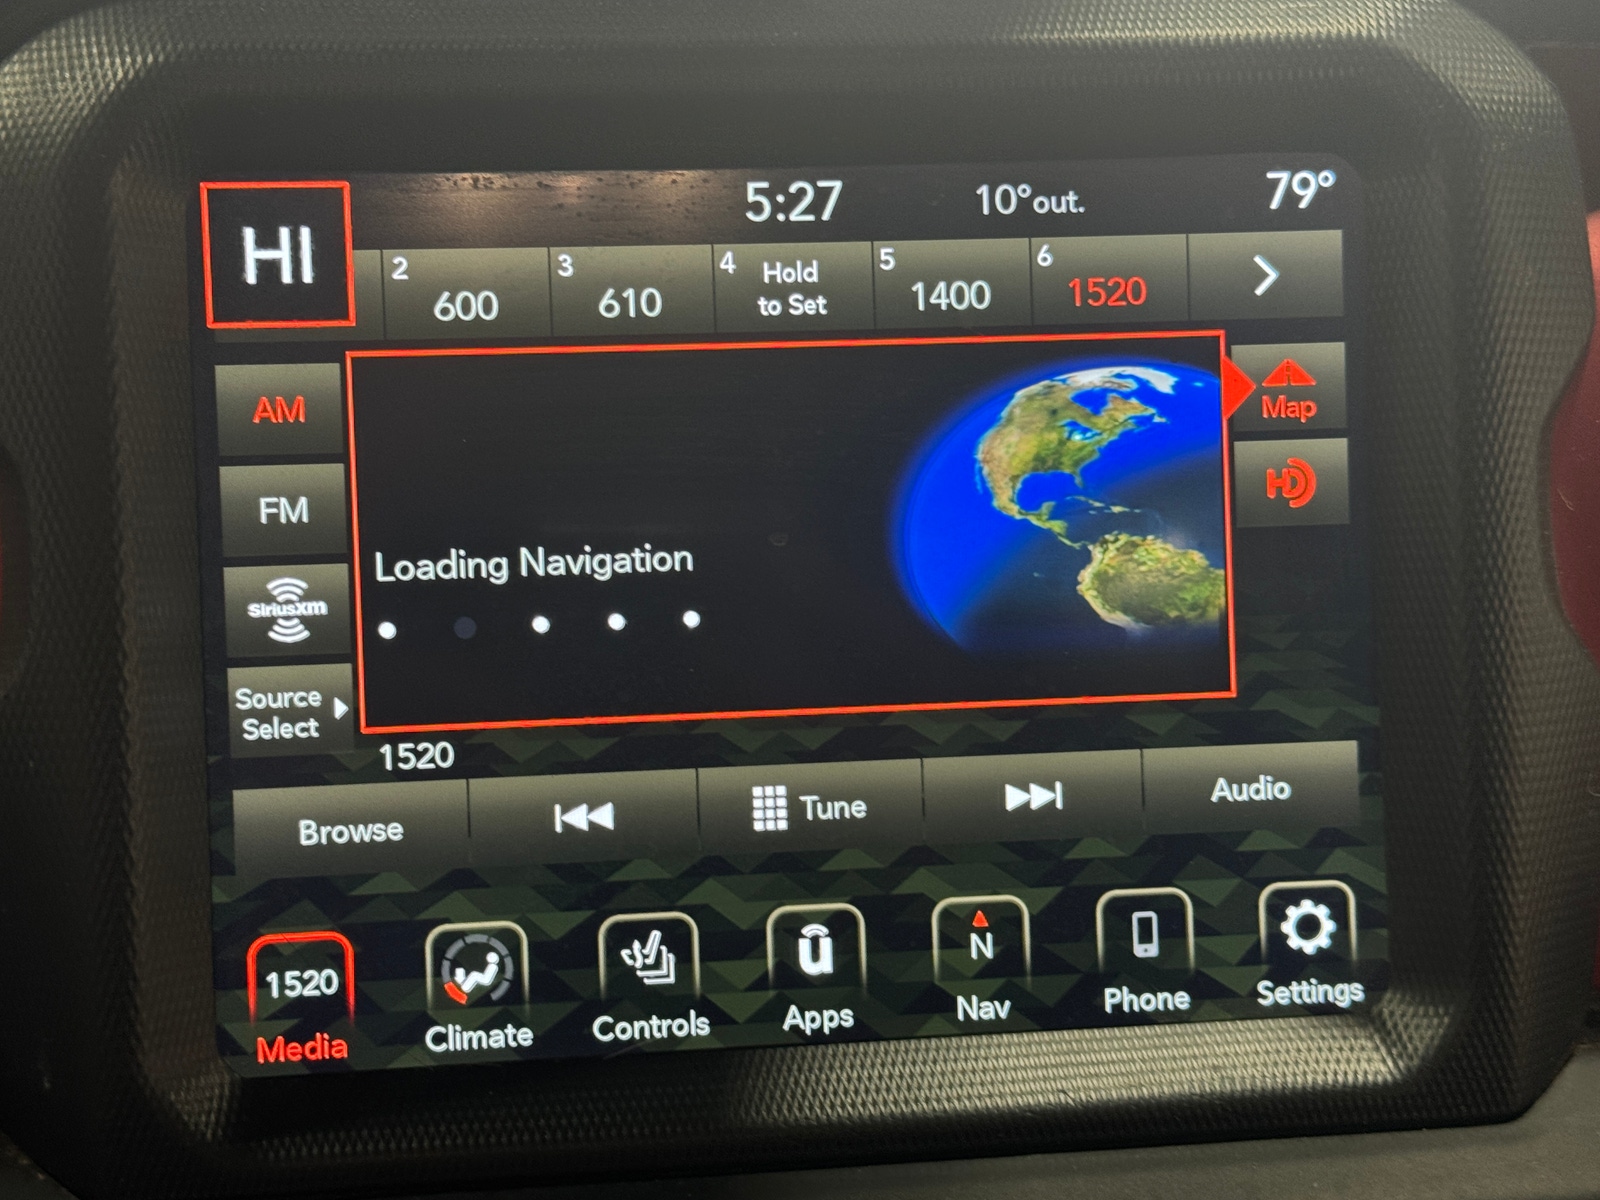 HI
5:27
10° out.
79°
2
600
3
610
4
Hold
to Set
5
1400
6
1520
AM
FM
SiriusXM
Source
Select
Loading Navigation
Map
HD
1520
Browse
Tune
Audio
1520
Media
Climate
Controls
u
Apps
N
Nav
Phone
Settings